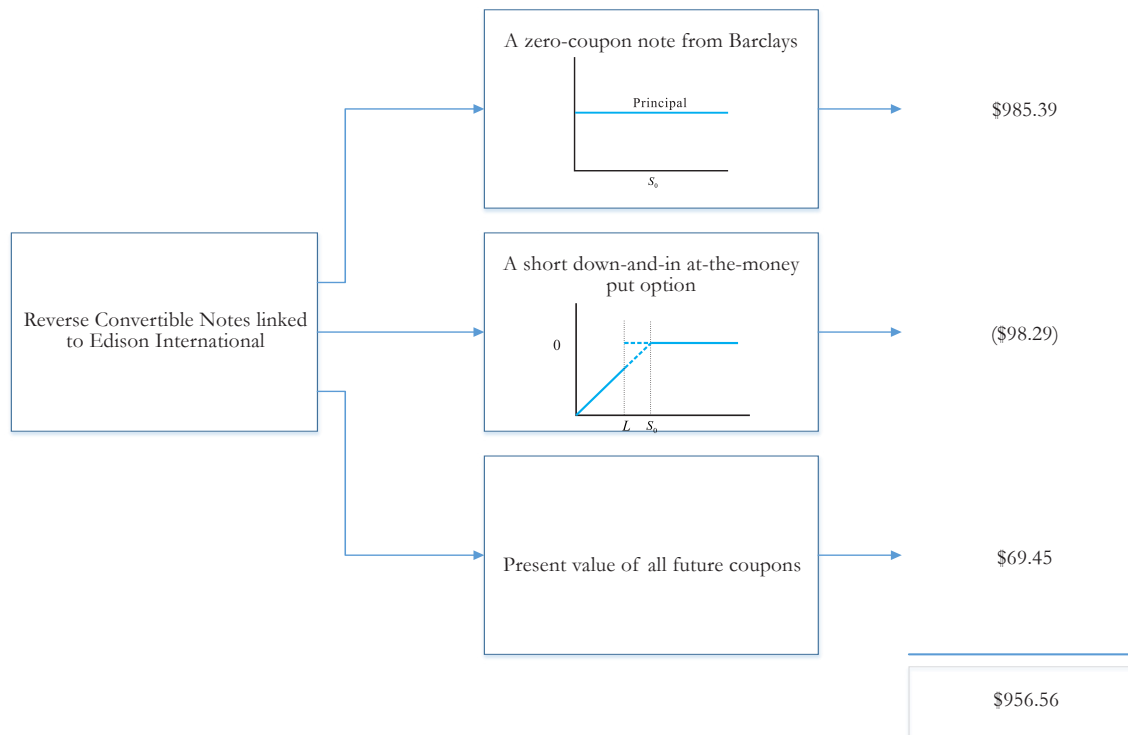 A zero-coupon note from Barclays
Principal
S₀
$985.39
Reverse Convertible Notes linked
to Edison International
A short down-and-in at-the-money
put option
0
L
S₀
($98.29)
Present value of all future coupons
$69.45
$956.56